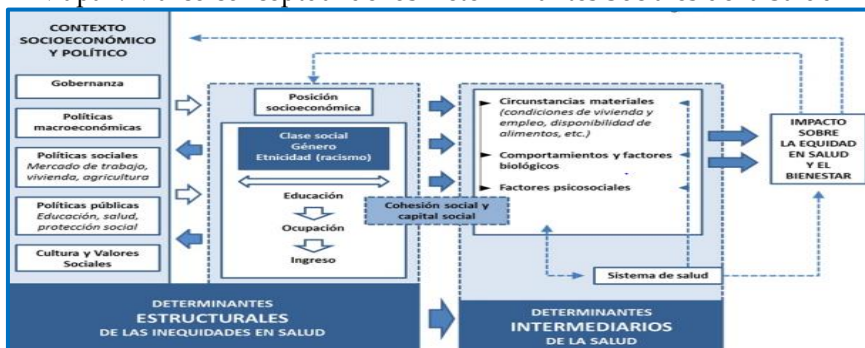 CONTEXTO
SOCIOECONÓMICO
Y POLÍTICO
Gobernanza
Políticas
macroeconómicas
Políticas sociales
Mercado de trabajo,
vivienda, agricultura
Políticas públicas
Educación, salud,
protección social
Cultura y Valores
Sociales
Posición
socioeconómica
Clase social
Género
Etnicidad (racismo)
Educación
Ocupación
Ingreso
Cohesión social y
capital social
Circunstancias materiales
(condiciones de vivienda y
empleo, disponibilidad de
alimentos, etc.)
Comportamientos y factores
biológicos
Factores psicosociales
Sistema de salud
IMPACTO
SOBRE
LA EQUIDAD
EN SALUD
Y EL
BIENESTAR
DETERMINANTES
ESTRUCTURALES
DE LAS INEQUIDADES EN SALUD
DETERMINANTES
INTERMEDIARIOS
DE LA SALUD